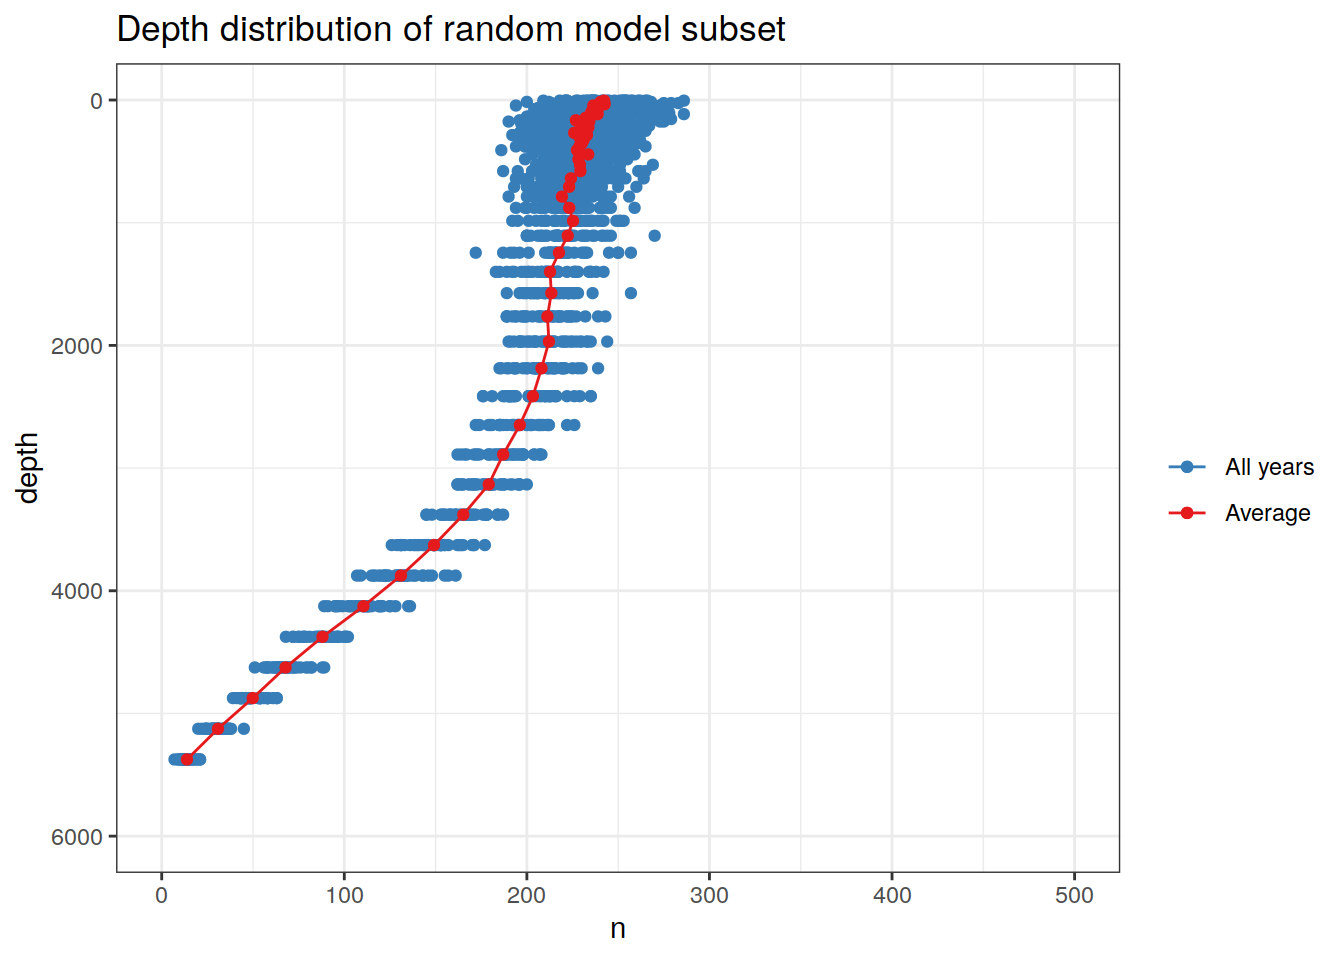 Depth distribution of random model subset
depth
0
2000
4000
6000
0 100 200 300 400 500
n
All years
Average